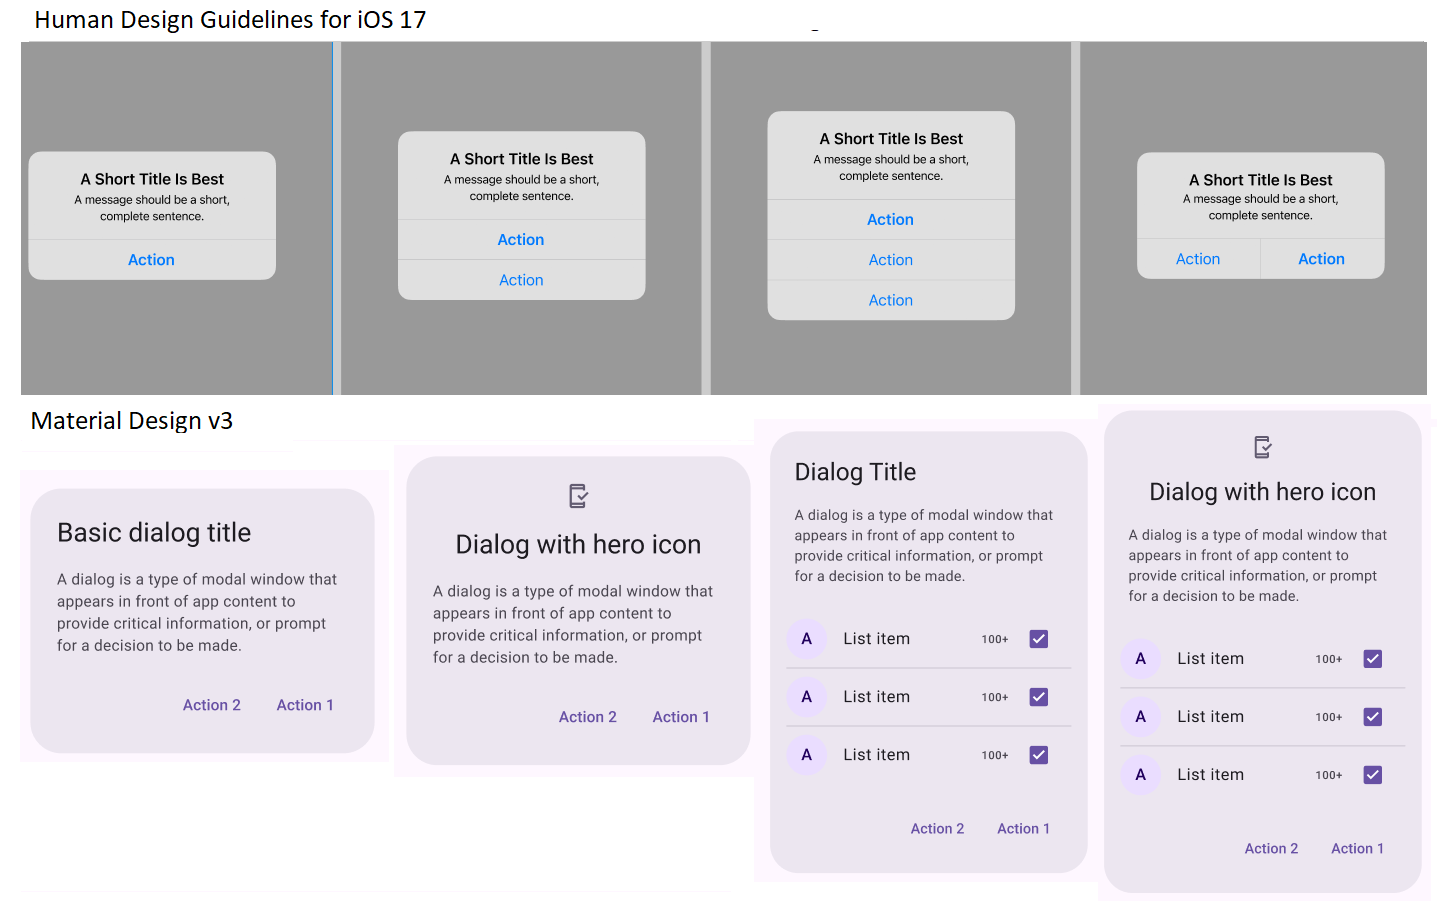 Human Design Guidelines for iOS 17
A Short Title Is Best
A message should be a short,
complete sentence.
Action
A Short Title Is Best
A message should be a short,
complete sentence.
Action
Action
A Short Title Is Best
A message should be a short,
complete sentence.
Action
Action
Action
A Short Title Is Best
A message should be a short,
complete sentence.
Action
Action
Material Design v3
Basic dialog title
A dialog is a type of modal window that
appears in front of app content to
provide critical information, or prompt
for a decision to be made.
Action 2
Action 1
Dialog with hero icon
A dialog is a type of modal window that
appears in front of app content to
provide critical information, or prompt
for a decision to be made.
Action 2
Action 1
Dialog Title
A dialog is a type of modal window that
appears in front of app content to
provide critical information, or prompt
for a decision to be made.
A List item 100+
A List item 100+
A List item 100+
Action 2
Action 1
Dialog with hero icon
A dialog is a type of modal window that
appears in front of app content to
provide critical information, or prompt
for a decision to be made.
A List item 100+
A List item 100+
A List item 100+
Action 2
Action 1